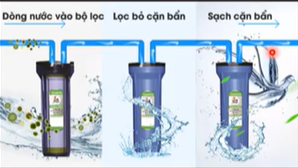 Dòng nước vào bộ lọc
Lọc bỏ cặn bẩn
Sạch cặn bẩn